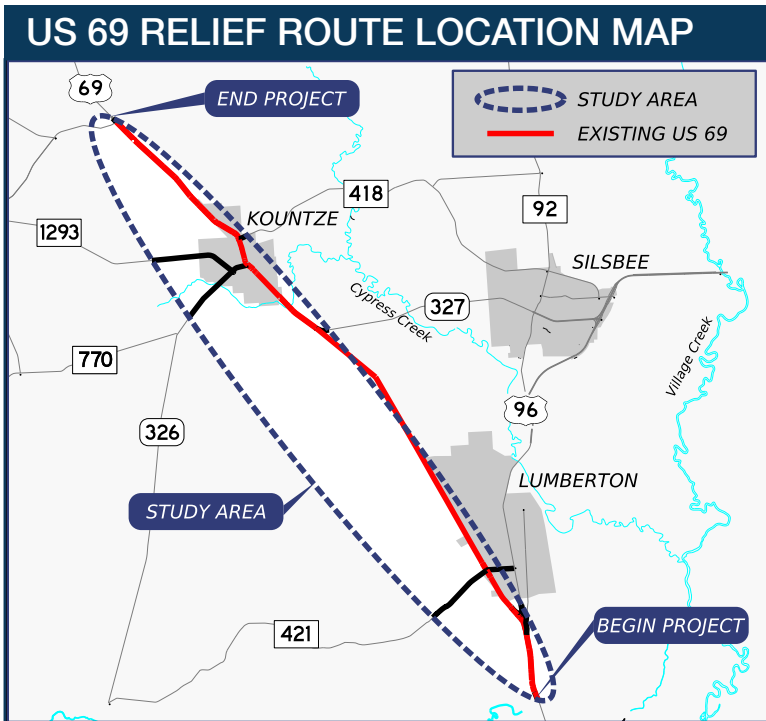 US 69 RELIEF ROUTE LOCATION MAP
69
END PROJECT
STUDY AREA
EXISTING US 69
418
92
KOUNTZE
1293
SILSBEE
Cypress Creek
327
Village Creek
770
96
326
LUMBERTON
STUDY AREA
BEGIN PROJECT
421